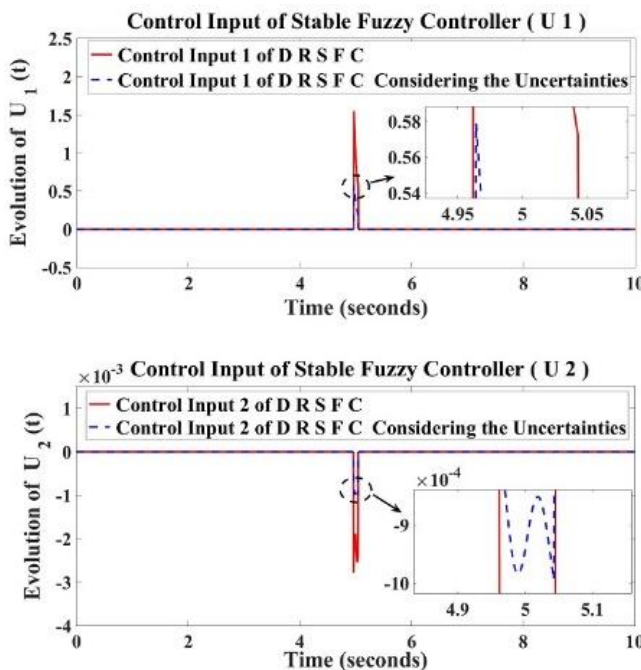 Control Input of Stable Fuzzy Controller ( U 1 )
2.5
2
1.5
1
0.5
0
-0.5
Evolution of U_1 (t)
Control Input 1 of D R S F C
Control Input 1 of D R S F C Considering the Uncertainties
0.58
0.56
0.54
4.95 5 5.05
0 2 4 6 8 10
Time (seconds)
×10^-3 Control Input of Stable Fuzzy Controller ( U 2 )
1
0
-1
-2
-3
-4
Evolution of U_2 (t)
Control Input 2 of D R S F C
Control Input 2 of D R S F C Considering the Uncertainties
×10^-4
-9
-10
4.9 5 5.1
0 2 4 6 8 10
Time (seconds)